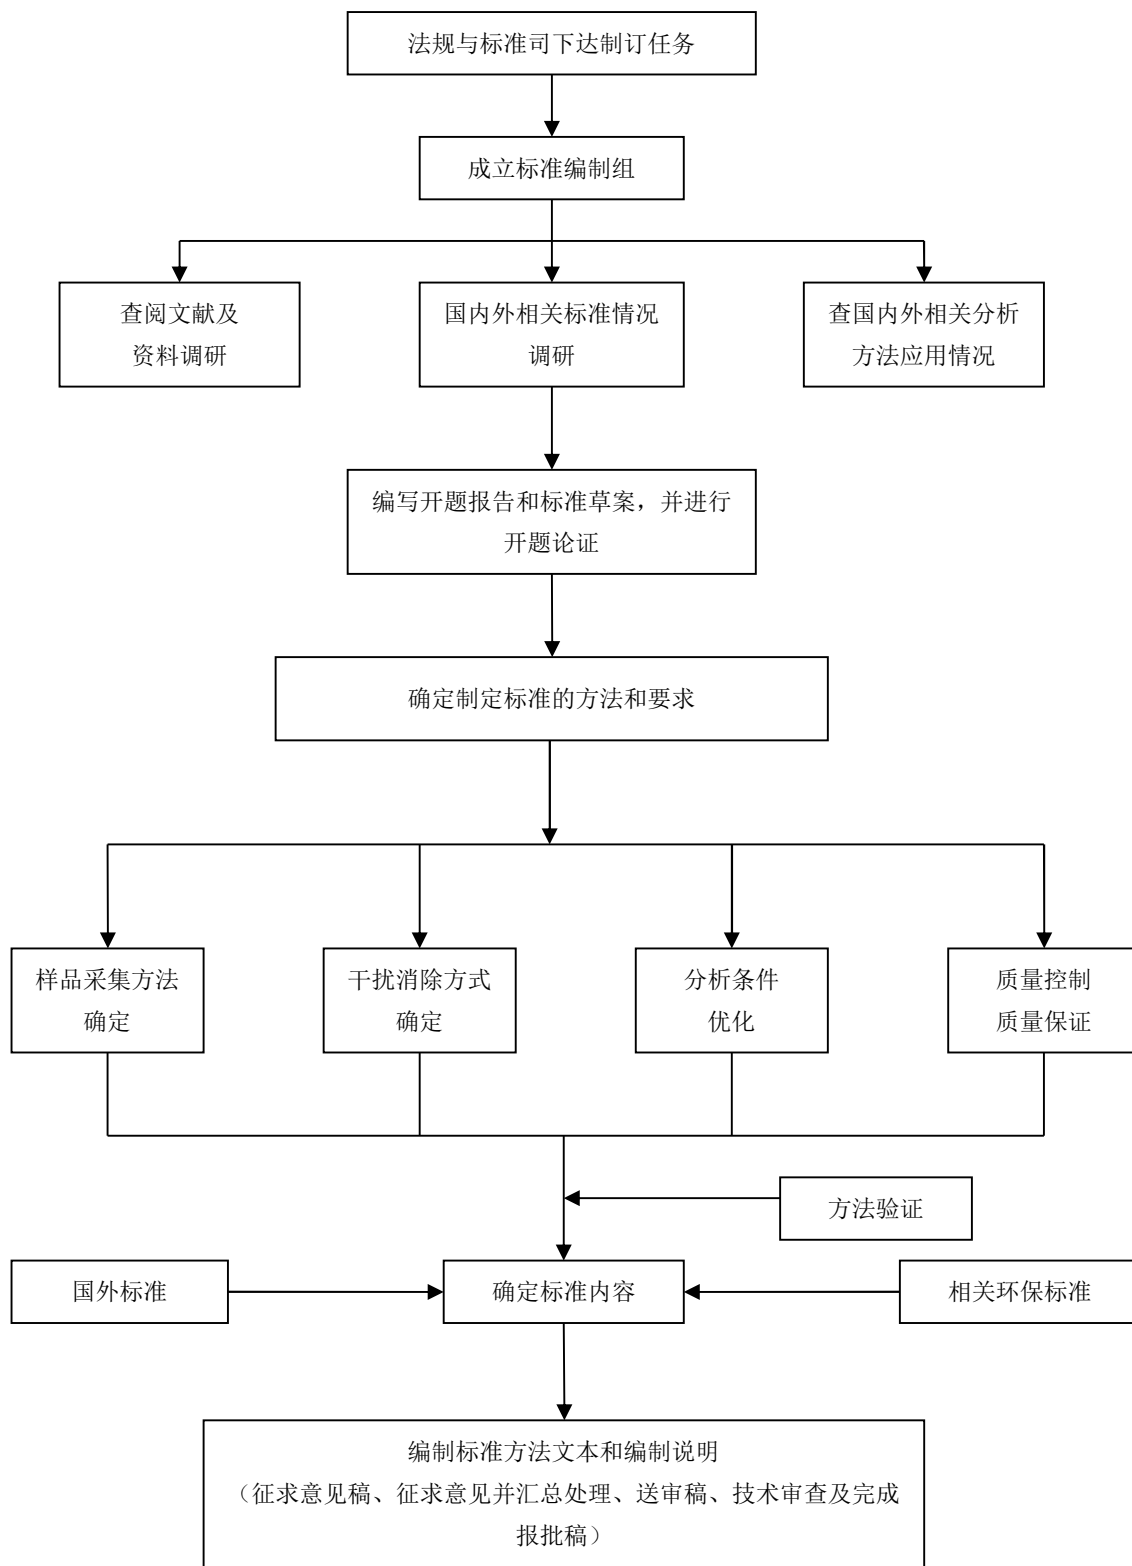 法规与标准司下达制订任务
成立标准编制组
查阅文献及
资料调研
国内外相关标准情况
调研
查国内外相关分析
方法应用情况
编写开题报告和标准草案，并进行
开题论证
确定制定标准的方法和要求
样品采集方法
确定
干扰消除方式
确定
分析条件
优化
质量控制
质量保证
方法验证
国外标准
确定标准内容
相关环保标准
编制标准方法文本和编制说明
（征求意见稿、征求意见并汇总处理、送审稿、技术审查及完成
报批稿）